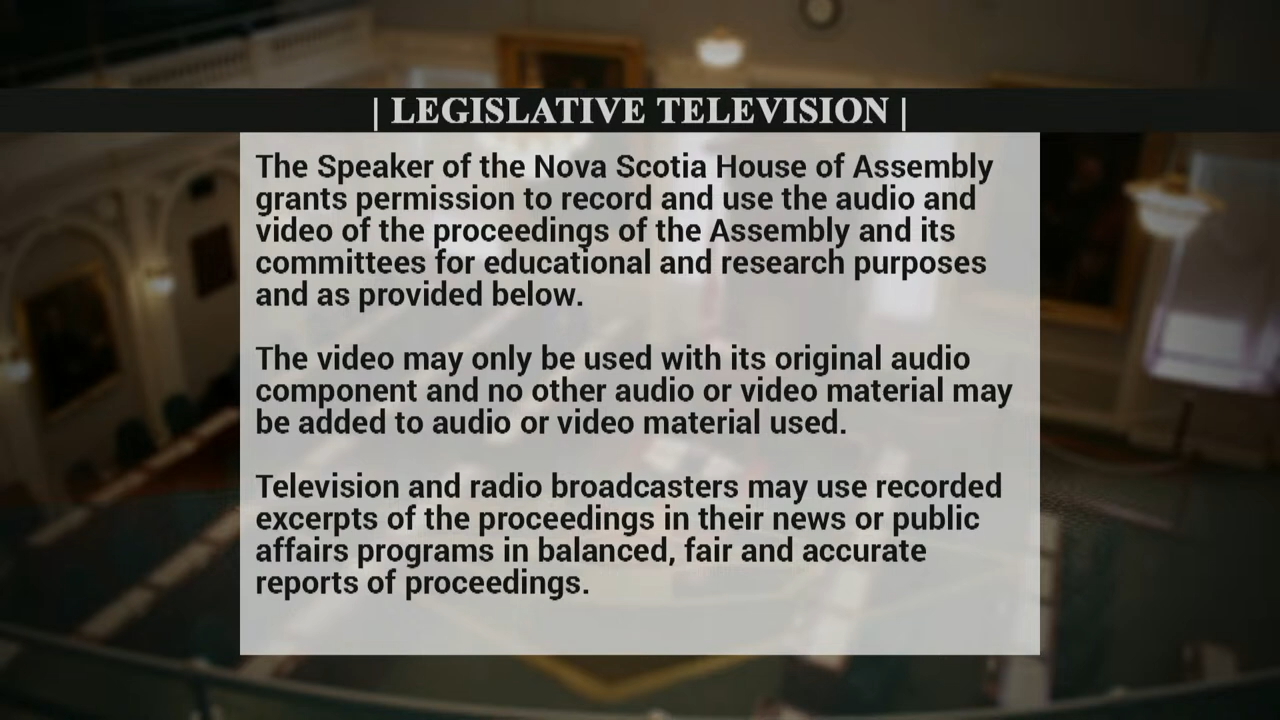 | LEGISLATIVE TELEVISION |
The Speaker of the Nova Scotia House of Assembly
grants permission to record and use the audio and
video of the proceedings of the Assembly and its
committees for educational and research purposes
and as provided below.
The video may only be used with its original audio
component and no other audio or video material may
be added to audio or video material used.
Television and radio broadcasters may use recorded
excerpts of the proceedings in their news or public
affairs programs in balanced, fair and accurate
reports of proceedings.